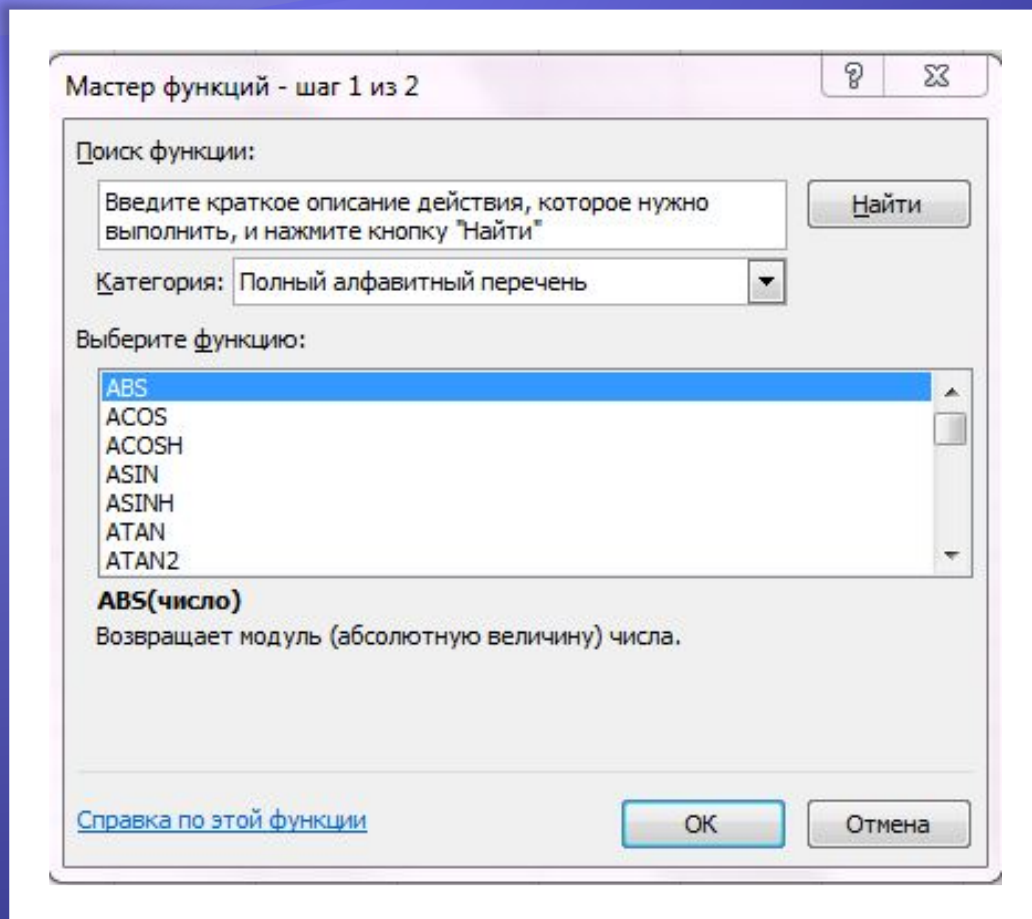 Мастер функций - шаг 1 из 2
Поиск функции:
Введите краткое описание действия, которое нужно
выполнить, и нажмите кнопку "Найти"
Найти
Категория: Полный алфавитный перечень
Выберите функцию:
ABS
ACOS
ACOSH
ASIN
ASINH
ATAN
ATAN2
ABS(число)
Возвращает модуль (абсолютную величину) числа.
Справка по этой функции
ОК
Отмена